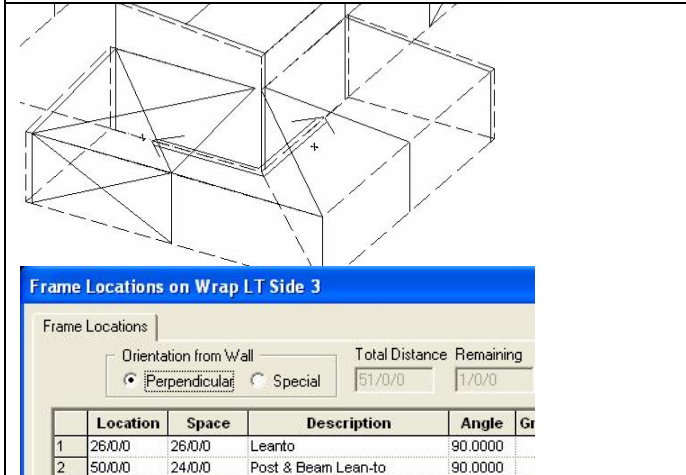 Frame Locations on Wrap LT Side 3
Frame Locations
Orientation from Wall
Total Distance Remaining
Perpendicular Special 51/0/0 1/0/0
Location Space Description Angle Gr
1 26/0/0 26/0/0 Leanto 90.0000
2 50/0/0 24/0/0 Post & Beam Lean-to 90.0000